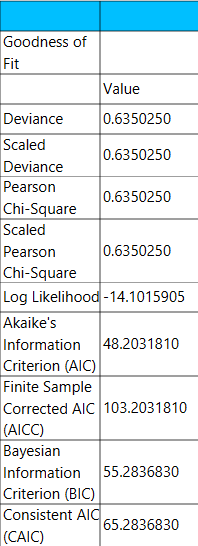 Goodness of
Fit
Value
Deviance 0.6350250
Scaled
Deviance 0.6350250
Pearson
Chi-Square 0.6350250
Scaled
Pearson
Chi-Square 0.6350250
Log Likelihood -14.1015905
Akaike's
Information
Criterion (AIC) 48.2031810
Finite Sample
Corrected AIC
(AICC) 103.2031810
Bayesian
Information
Criterion (BIC) 55.2836830
Consistent AIC
(CAIC) 65.2836830